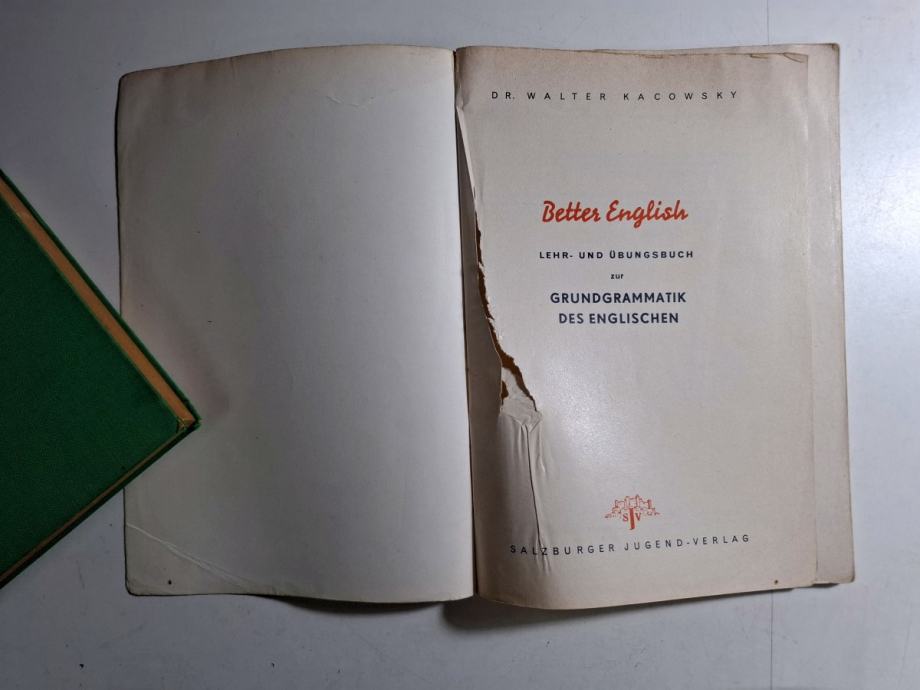 DR. WALTER KACOWSKY
Better English
LEHR- UND ÜBUNGSBUCH
zur
GRUNDGRAMMATIK
DES ENGLISCHEN
SJV
SALZBURGER JUGEND-VERLAG